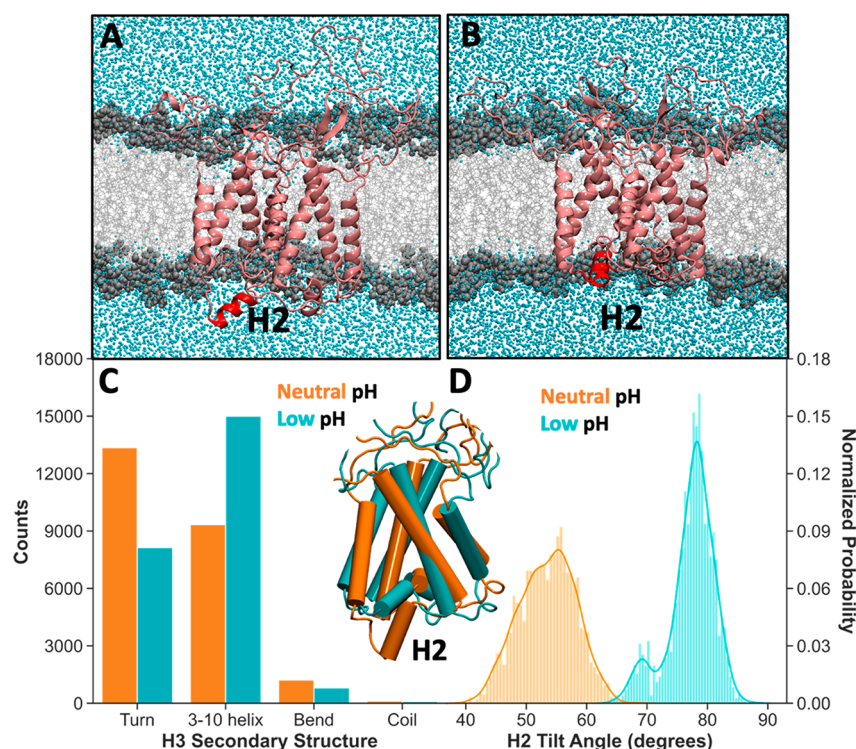 A
B
H2
H2
C
D
Neutral pH
Low pH
Neutral pH
Low pH
H2
18000
15000
12000
9000
6000
3000
0
Counts
Turn
3-10 helix
Bend
Coil
H3 Secondary Structure
0.18
0.15
0.12
0.09
0.06
0.03
0.00
Normalized Probability
40
50
60
70
80
90
H2 Tilt Angle (degrees)